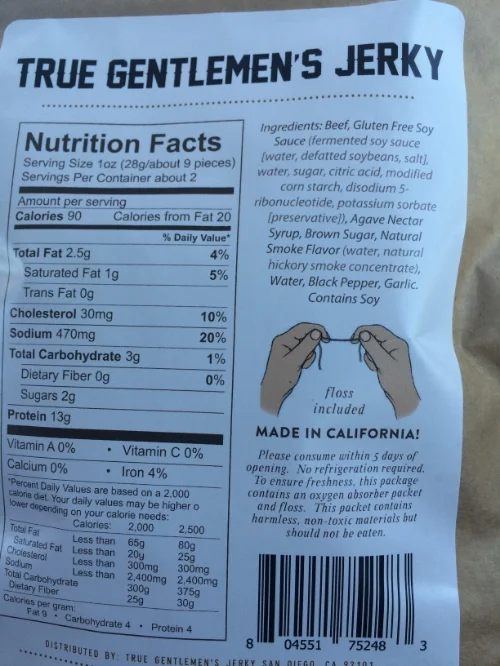 TRUE GENTLEMEN'S JERKY
Nutrition Facts
Serving Size 1oz (28g/about 9 pieces)
Servings Per Container about 2
Amount per serving
Calories 90 Calories from Fat 20
% Daily Value*
Total Fat 2.5g 4%
Saturated Fat 1g 5%
Trans Fat 0g
Cholesterol 30mg 10%
Sodium 470mg 20%
Total Carbohydrate 3g 1%
Dietary Fiber 0g 0%
Sugars 2g
Protein 13g
Vitamin A 0% • Vitamin C 0%
Calcium 0% • Iron 4%
*Percent Daily Values are based on a 2,000
calorie diet. Your daily values may be higher o
lower depending on your calorie needs:
Calories: 2,000 2,500
Total Fat Less than 65g 80g
Saturated Fat Less than 20g 25g
Cholesterol Less than 300mg 300mg
Sodium Less than 2,400mg 2,400mg
Total Carbohydrate 300g 375g
Dietary Fiber 25g 30g
Calories per gram:
Fat 9 • Carbohydrate 4 • Protein 4
Ingredients: Beef, Gluten Free Soy
Sauce (fermented soy sauce
[water, defatted soybeans, salt],
water, sugar, citric acid, modified
corn starch, disodium 5-
ribonucleotide, potassium sorbate
[preservative]), Agave Nectar
Syrup, Brown Sugar, Natural
Smoke Flavor (water, natural
hickory smoke concentrate),
Water, Black Pepper, Garlic.
Contains Soy
floss
included
MADE IN CALIFORNIA!
Please consume within 5 days of
opening. No refrigeration required.
To ensure freshness, this package
contains an oxygen absorber packet
and floss. This packet contains
harmless, non-toxic materials but
should not be eaten.
8 04551 75248 3
DISTRIBUTED BY: TRUE GENTLEMEN'S JERKY SAN DIEGO, CA 92101